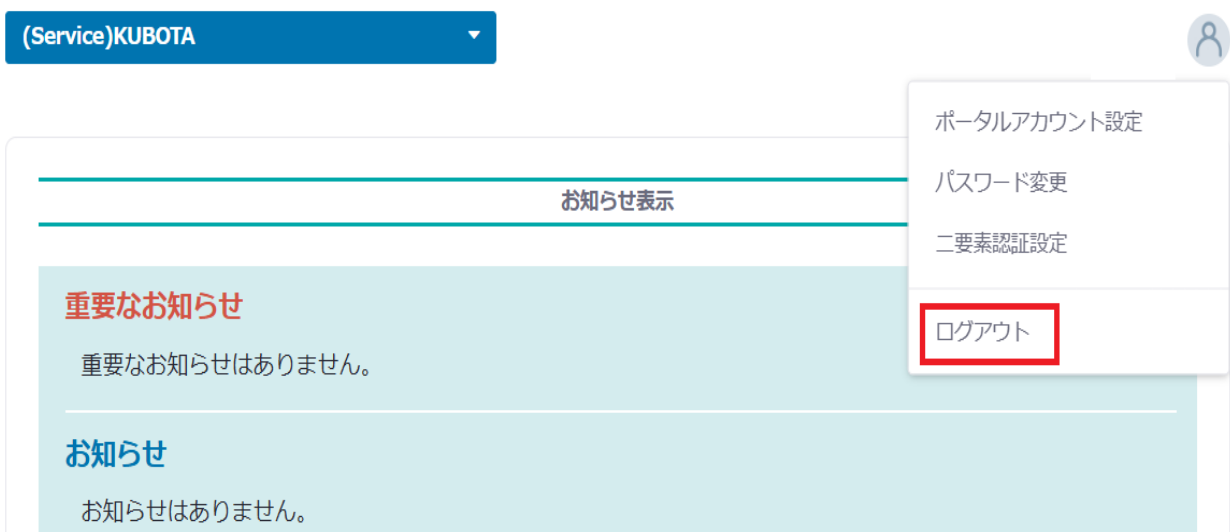 (Service)KUBOTA
ポータルアカウント設定
パスワード変更
二要素認証設定
ログアウト
お知らせ表示
重要なお知らせ
重要なお知らせはありません。
お知らせ
お知らせはありません。